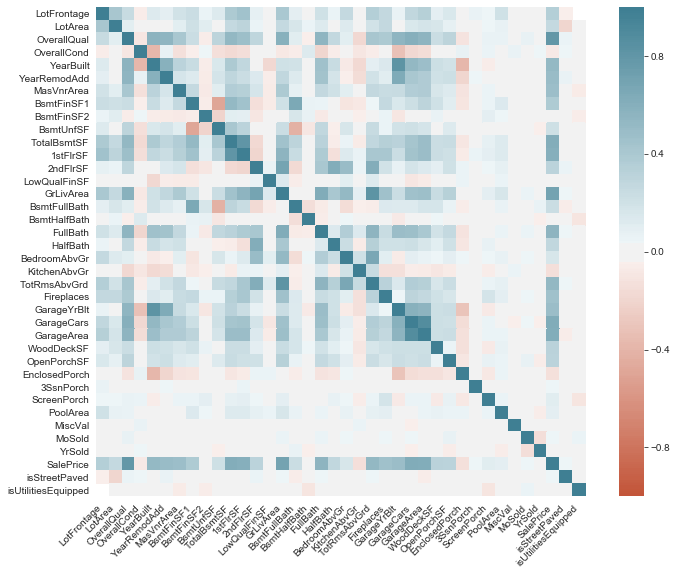 LotFrontage
LotArea
OverallQual
OverallCond
YearBuilt
YearRemodAdd
MasVnrArea
BsmtFinSF1
BsmtFinSF2
BsmtUnfSF
TotalBsmtSF
1stFlrSF
2ndFlrSF
LowQualFinSF
GrLivArea
BsmtFullBath
BsmtHalfBath
FullBath
HalfBath
BedroomAbvGr
KitchenAbvGr
TotRmsAbvGrd
Fireplaces
GarageYrBlt
GarageCars
GarageArea
WoodDeckSF
OpenPorchSF
EnclosedPorch
3SsnPorch
ScreenPorch
PoolArea
MiscVal
MoSold
YrSold
SalePrice
isStreetPaved
isUtilitiesEquipped
LotFrontage
LotArea
OverallQual
OverallCond
YearBuilt
YearRemodAdd
MasVnrArea
BsmtFinSF1
BsmtFinSF2
BsmtUnfSF
TotalBsmtSF
1stFlrSF
2ndFlrSF
LowQualFinSF
GrLivArea
BsmtFullBath
BsmtHalfBath
FullBath
HalfBath
BedroomAbvGr
KitchenAbvGr
TotRmsAbvGrd
Fireplaces
GarageYrBlt
GarageCars
GarageArea
WoodDeckSF
OpenPorchSF
EnclosedPorch
3SsnPorch
ScreenPorch
PoolArea
MiscVal
MoSold
YrSold
SalePrice
isStreetPaved
isUtilitiesEquipped
0.8
0.4
0.0
−0.4
−0.8